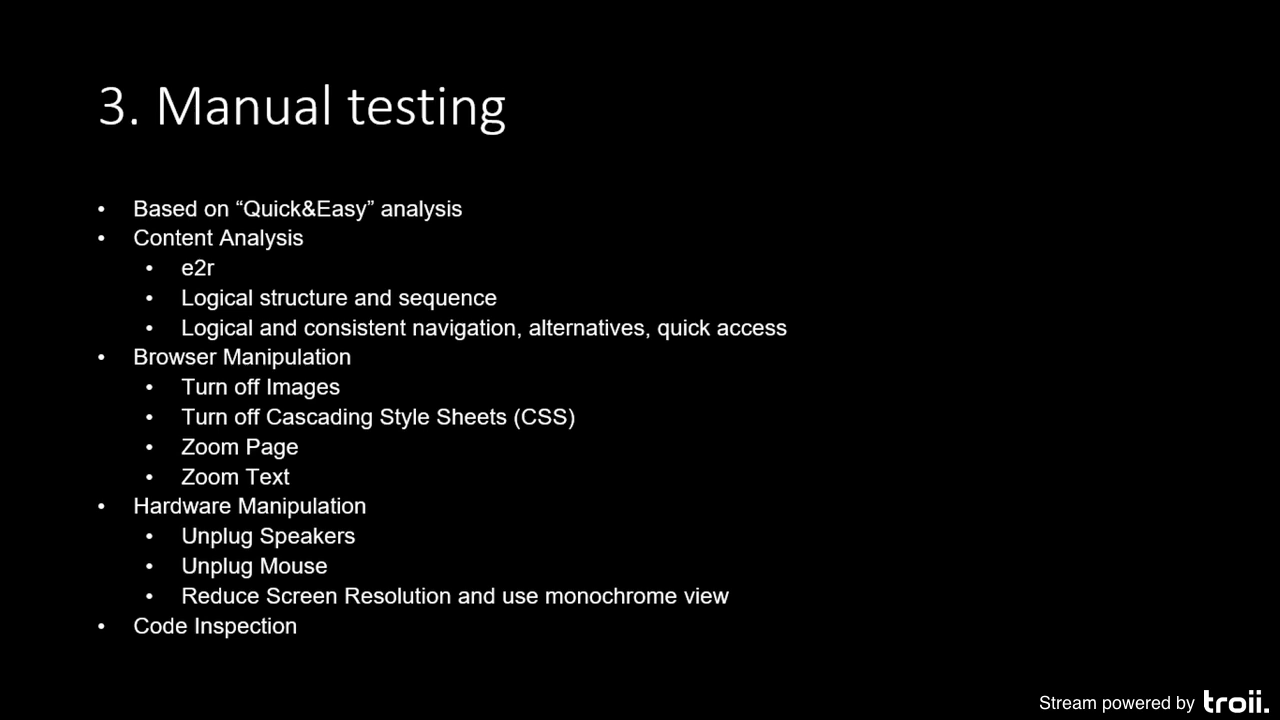 3. Manual testing
• Based on “Quick&Easy” analysis
• Content Analysis
• e2r
• Logical structure and sequence
• Logical and consistent navigation, alternatives, quick access
• Browser Manipulation
• Turn off Images
• Turn off Cascading Style Sheets (CSS)
• Zoom Page
• Zoom Text
• Hardware Manipulation
• Unplug Speakers
• Unplug Mouse
• Reduce Screen Resolution and use monochrome view
• Code Inspection
Stream powered by troii.